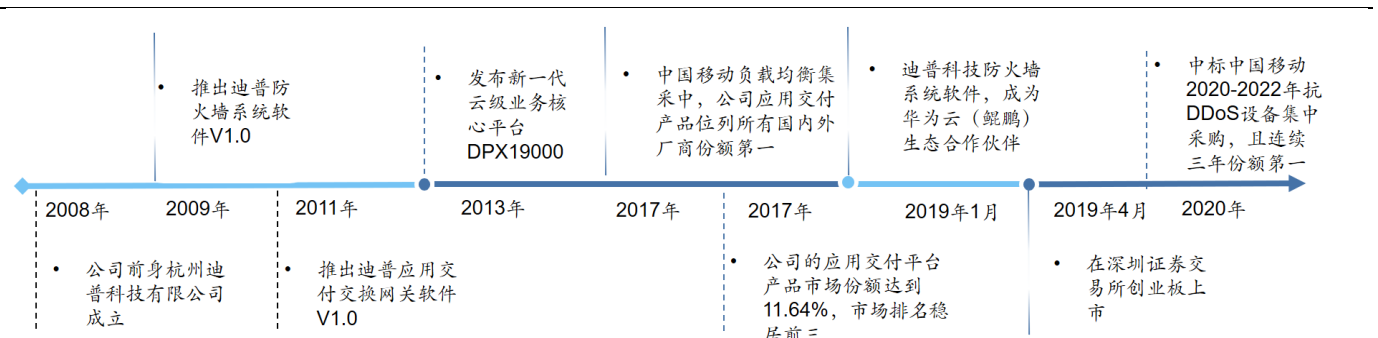 • 推出迪普防
火墙系统软
件V1.0
• 发布新一代
云级业务核
心平台
DPX19000
• 中国移动负载均衡集
采中，公司应用交付
产品位列所有国内外
厂商份额第一
• 迪普科技防火墙
系统软件，成为
华为云（鲲鹏）
生态合作伙伴
• 中标中国移动
2020-2022年抗
DDoS设备集中
采购，且连续
三年份额第一
2008年
2009年
2011年
2013年
2017年
2017年
2019年1月
2019年4月
2020年
• 公司前身杭州迪
普科技有限公司
成立
• 推出迪普应用交
付交换网关软件
V1.0
• 公司的应用交付平台
产品市场份额达到
11.64%，市场排名稳
居前三
• 在深圳证券交
易所创业板上
市